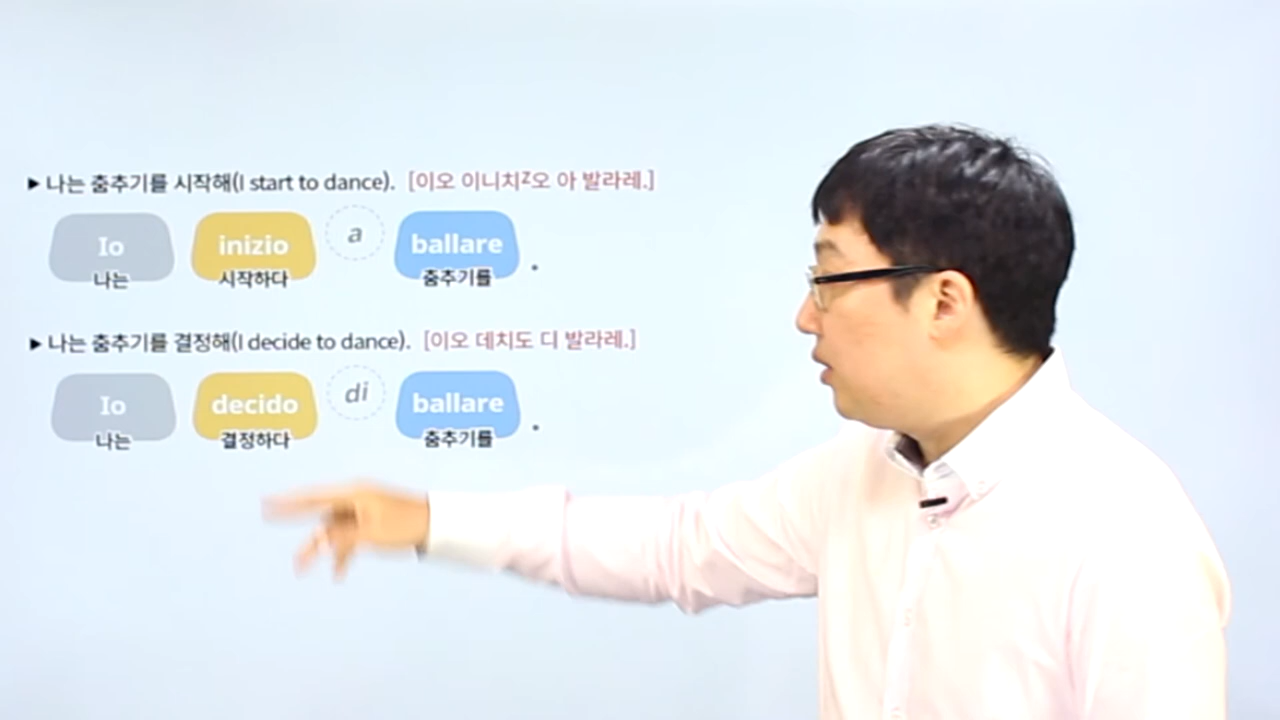 ▶ 나는 춤추기를 시작해(I start to dance). [이오 이니치z오 아 발라레.]
Io inizio a ballare .
나는 시작하다 춤추기를
▶ 나는 춤추기를 결정해(I decide to dance). [이오 데치도 디 발라레.]
Io decido di ballare .
나는 결정하다 춤추기를